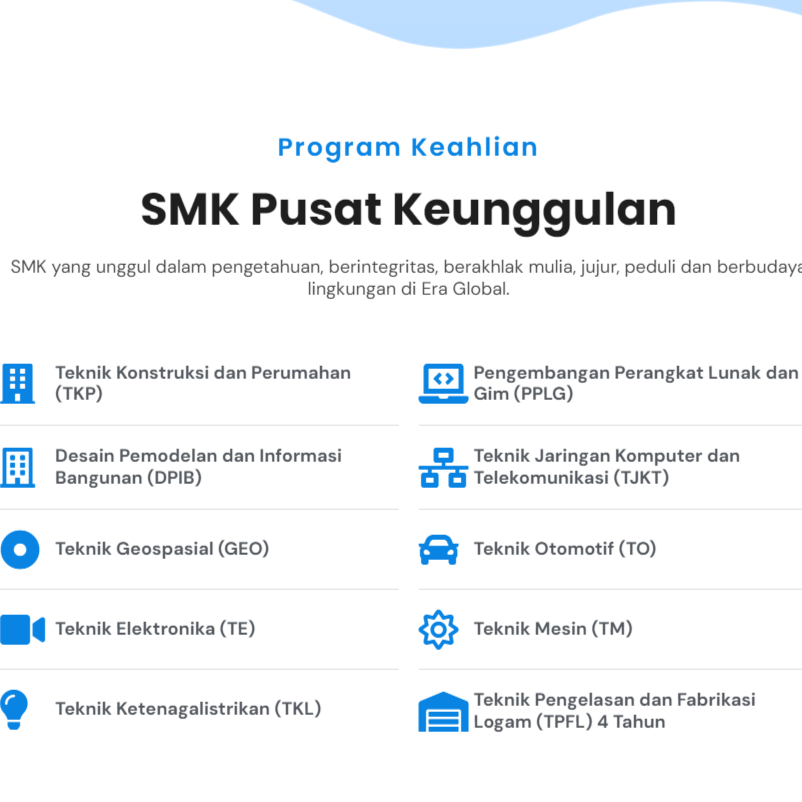 Program Keahlian
SMK Pusat Keunggulan
SMK yang unggul dalam pengetahuan, berintegritas, berakhlak mulia, jujur, peduli dan berbudaya
lingkungan di Era Global.
Teknik Konstruksi dan Perumahan
(TKP)
Desain Pemodelan dan Informasi
Bangunan (DPIB)
Teknik Geospasial (GEO)
Teknik Elektronika (TE)
Teknik Ketenagalistrikan (TKL)
Pengembangan Perangkat Lunak dan
Gim (PPLG)
Teknik Jaringan Komputer dan
Telekomunikasi (TJKT)
Teknik Otomotif (TO)
Teknik Mesin (TM)
Teknik Pengelasan dan Fabrikasi
Logam (TPFL) 4 Tahun